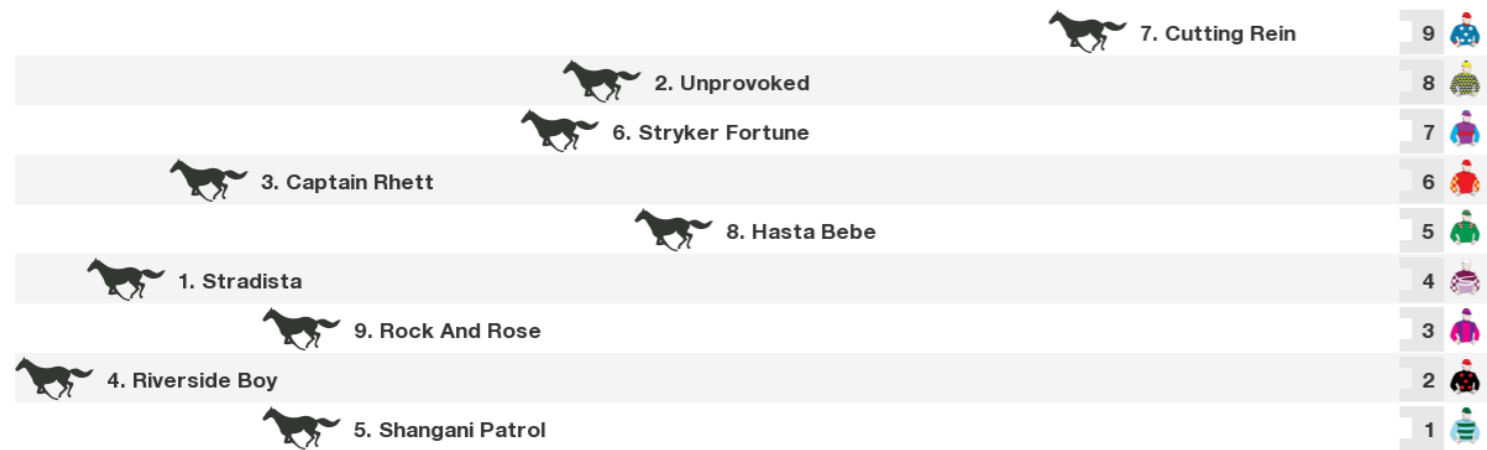 7. Cutting Rein 9
2. Unprovoked 8
6. Stryker Fortune 7
3. Captain Rhett 6
8. Hasta Bebe 5
1. Stradista 4
9. Rock And Rose 3
4. Riverside Boy 2
5. Shangani Patrol 1